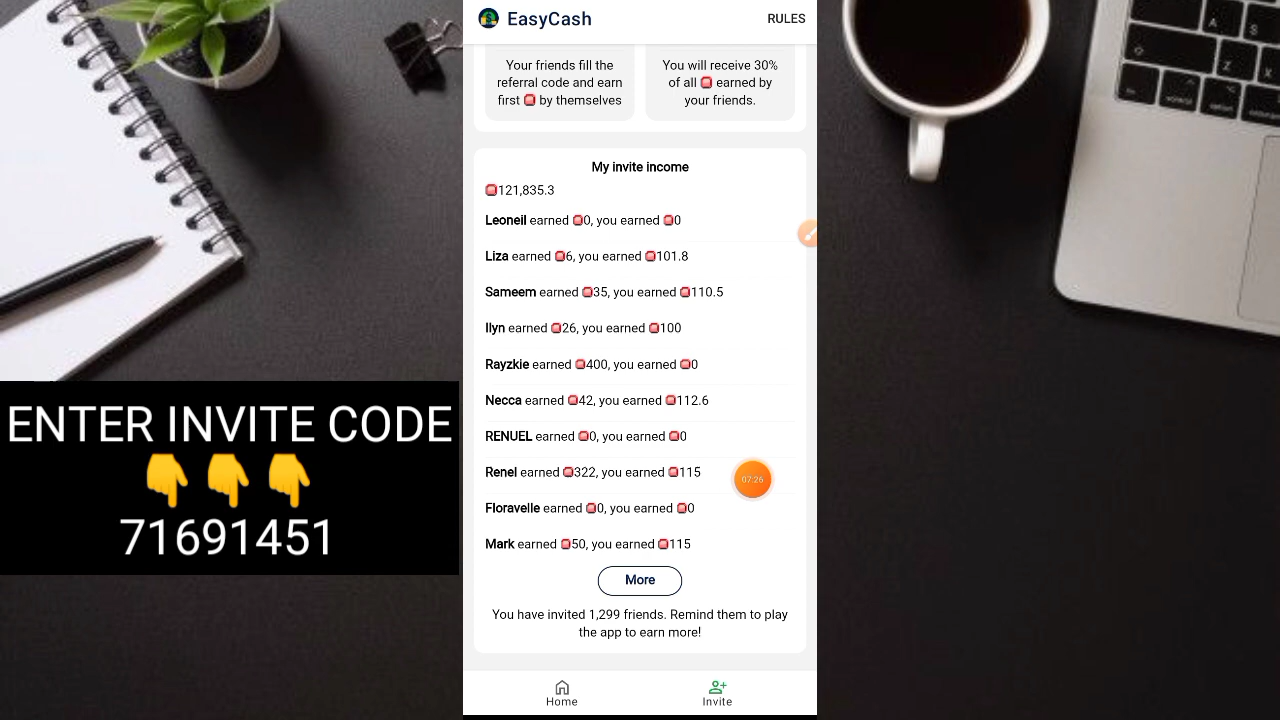 EasyCash
RULES
Your friends fill the
referral code and earn
first by themselves
You will receive 30%
of all earned by
your friends.
My invite income
121,835.3
Leoneil earned 0, you earned 0
Liza earned 6, you earned 101.8
Sameem earned 35, you earned 110.5
Ilyn earned 26, you earned 100
Rayzkie earned 400, you earned 0
Necca earned 42, you earned 112.6
RENUEL earned 0, you earned 0
Renel earned 322, you earned 115
Floravelle earned 0, you earned 0
Mark earned 50, you earned 115
More
You have invited 1,299 friends. Remind them to play
the app to earn more!
Home
Invite
07:26
ENTER INVITE CODE
👇👇👇
71691451
A
S
Z
X
fn
control
option